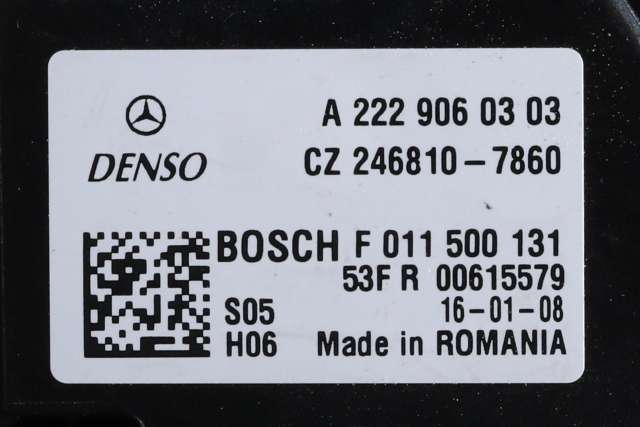 A 222 906 03 03
DENSO CZ 246810-7860
BOSCH F 011 500 131
53F R 00615579
S05 16-01-08
H06 Made in ROMANIA